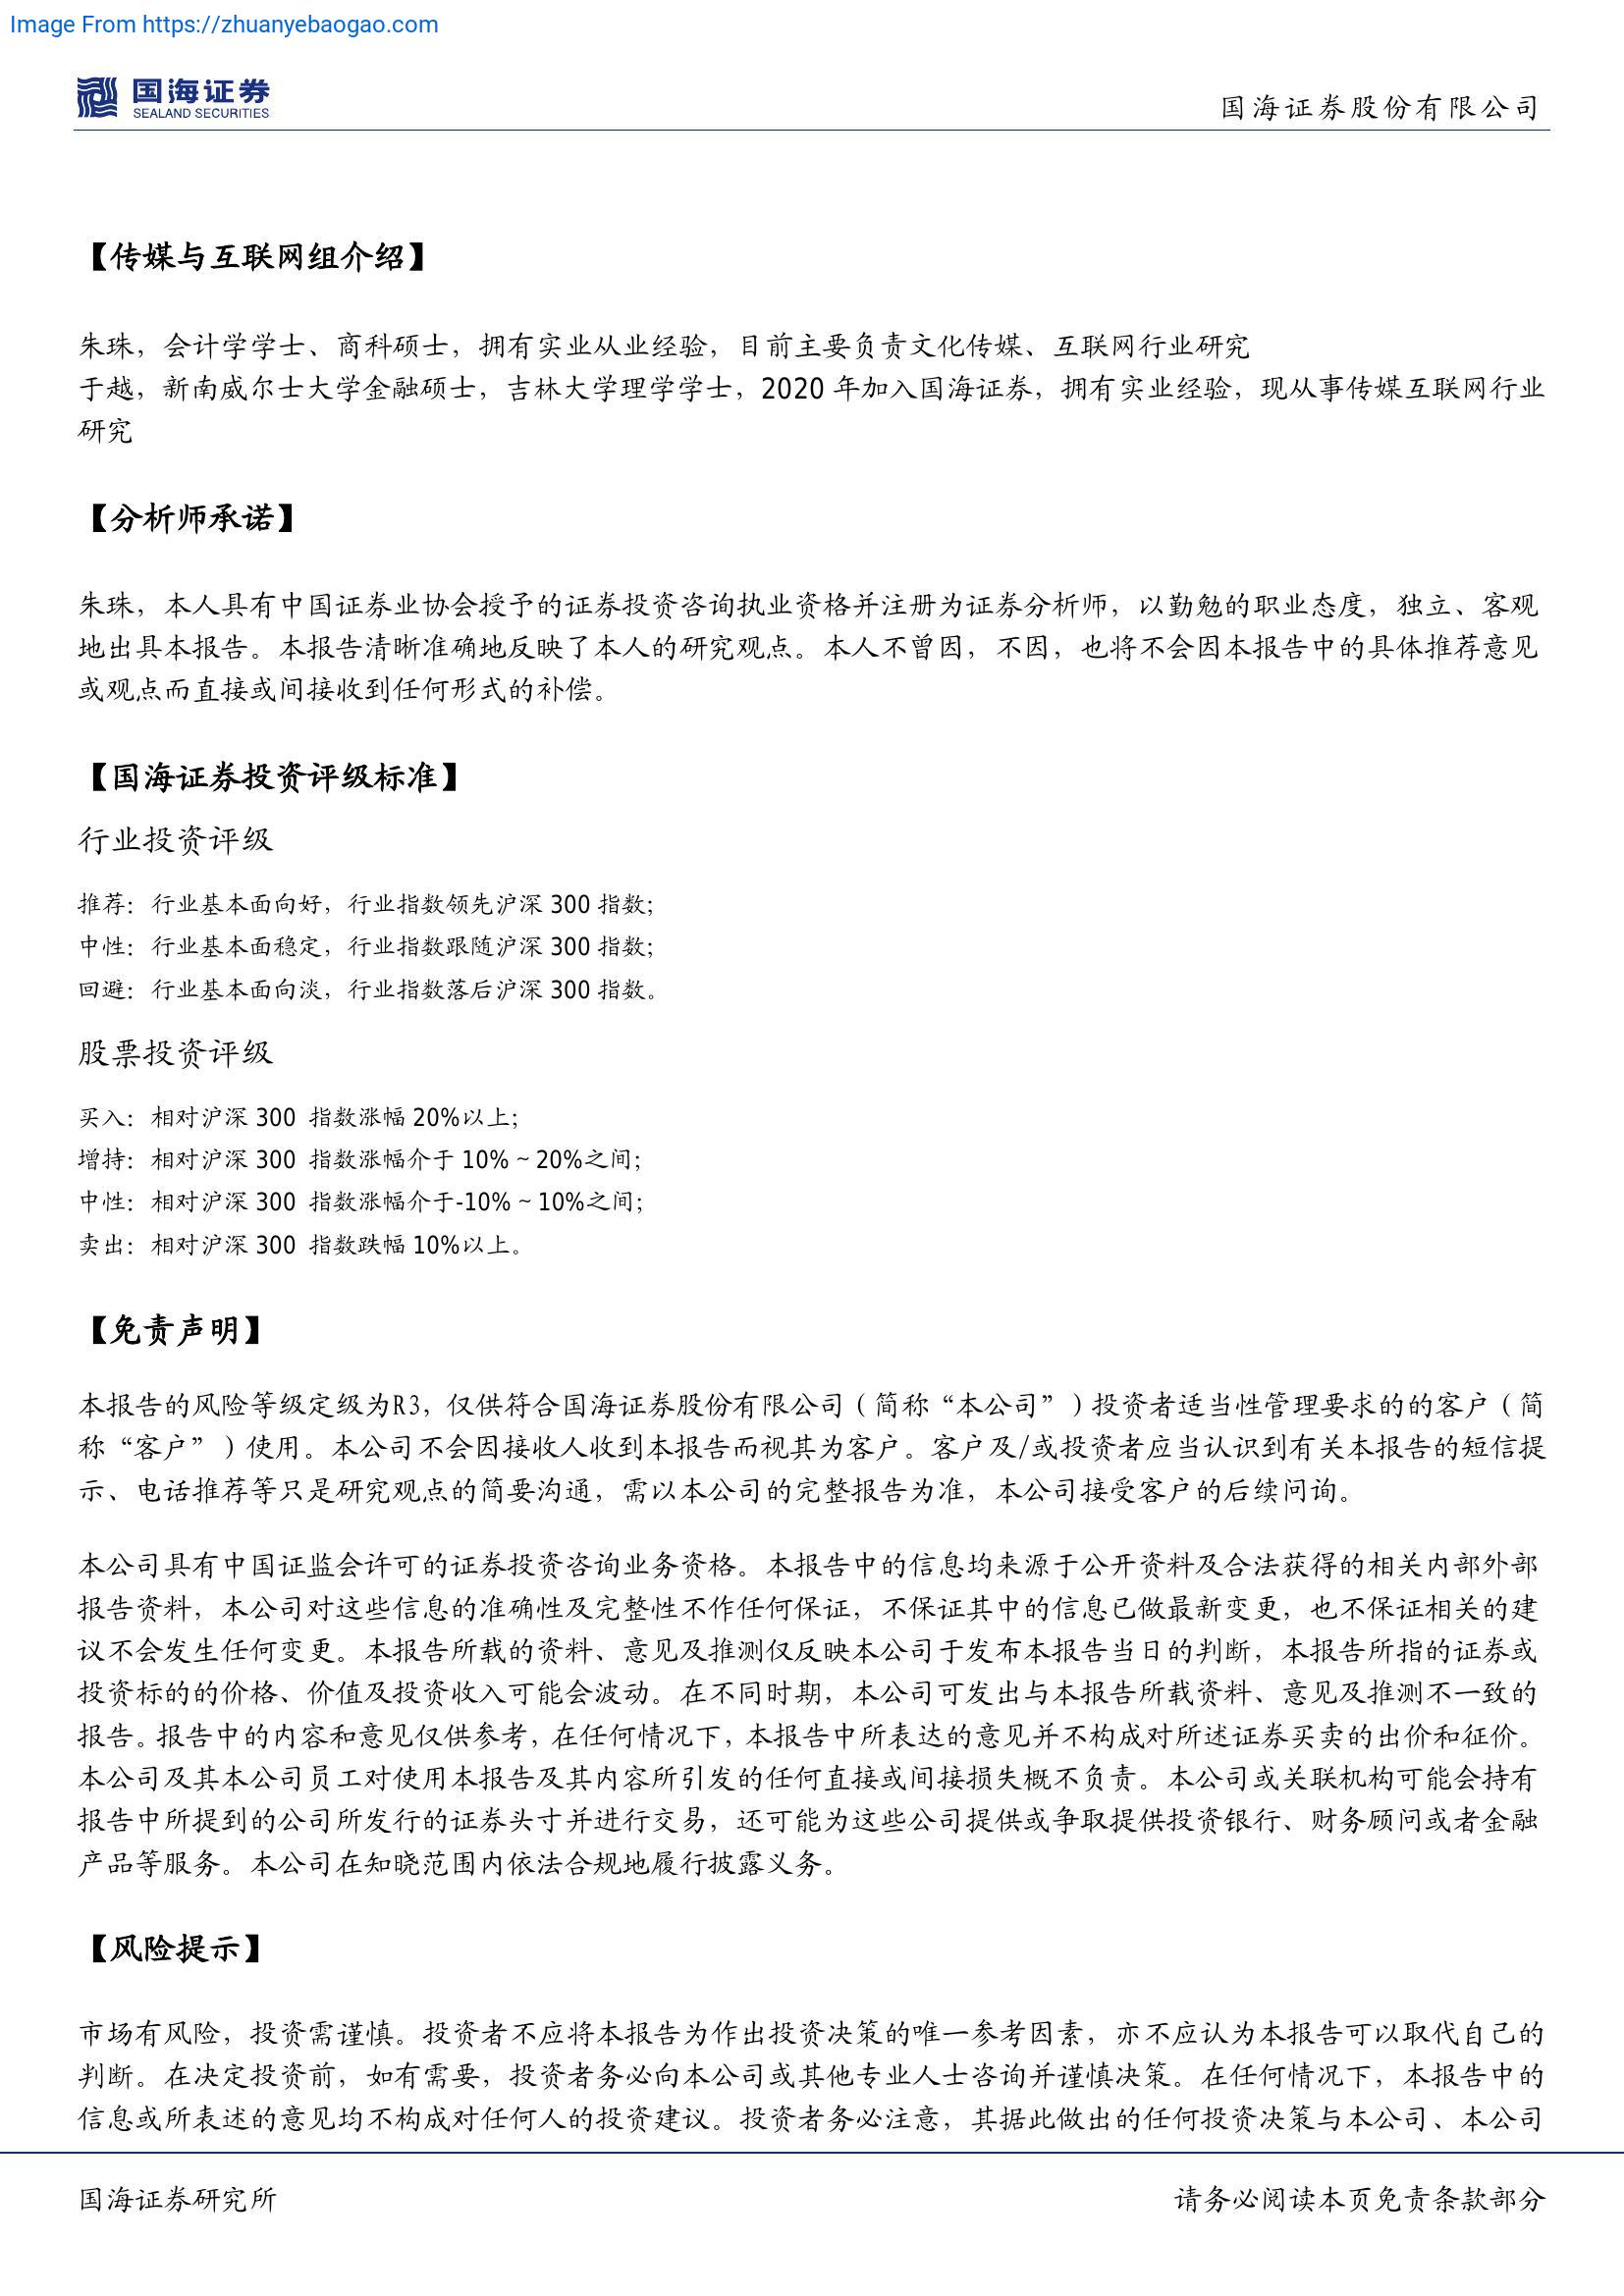 Image From https://zhuanyebaogao.com
国海证券
SEALAND SECURITIES
国海证券股份有限公司
【传媒与互联网组介绍】
朱珠，会计学学士、商科硕士，拥有实业从业经验，目前主要负责文化传媒、互联网行业研究
于越，新南威尔士大学金融硕士，吉林大学理学学士，2020 年加入国海证券，拥有实业经验，现从事传媒互联网行业
研究
【分析师承诺】
朱珠，本人具有中国证券业协会授予的证券投资咨询执业资格并注册为证券分析师，以勤勉的职业态度，独立、客观
地出具本报告。本报告清晰准确地反映了本人的研究观点。本人不曾因，不因，也将不会因本报告中的具体推荐意见
或观点而直接或间接收到任何形式的补偿。
【国海证券投资评级标准】
行业投资评级
推荐：行业基本面向好，行业指数领先沪深 300 指数；
中性：行业基本面稳定，行业指数跟随沪深 300 指数；
回避：行业基本面向淡，行业指数落后沪深 300 指数。
股票投资评级
买入：相对沪深 300 指数涨幅 20%以上；
增持：相对沪深 300 指数涨幅介于 10%～20%之间；
中性：相对沪深 300 指数涨幅介于-10%～10%之间；
卖出：相对沪深 300 指数跌幅 10%以上。
【免责声明】
本报告的风险等级定级为R3，仅供符合国海证券股份有限公司（简称“本公司”）投资者适当性管理要求的的客户（简
称“客户”）使用。本公司不会因接收人收到本报告而视其为客户。客户及/或投资者应当认识到有关本报告的短信提
示、电话推荐等只是研究观点的简要沟通，需以本公司的完整报告为准，本公司接受客户的后续问询。
本公司具有中国证监会许可的证券投资咨询业务资格。本报告中的信息均来源于公开资料及合法获得的相关内部外部
报告资料，本公司对这些信息的准确性及完整性不作任何保证，不保证其中的信息已做最新变更，也不保证相关的建
议不会发生任何变更。本报告所载的资料、意见及推测仅反映本公司于发布本报告当日的判断，本报告所指的证券或
投资标的的价格、价值及投资收入可能会波动。在不同时期，本公司可发出与本报告所载资料、意见及推测不一致的
报告。报告中的内容和意见仅供参考，在任何情况下，本报告中所表达的意见并不构成对所述证券买卖的出价和征价。
本公司及其本公司员工对使用本报告及其内容所引发的任何直接或间接损失概不负责。本公司或关联机构可能会持有
报告中所提到的公司所发行的证券头寸并进行交易，还可能为这些公司提供或争取提供投资银行、财务顾问或者金融
产品等服务。本公司在知晓范围内依法合规地履行披露义务。
【风险提示】
市场有风险，投资需谨慎。投资者不应将本报告为作出投资决策的唯一参考因素，亦不应认为本报告可以取代自己的
判断。在决定投资前，如有需要，投资者务必向本公司或其他专业人士咨询并谨慎决策。在任何情况下，本报告中的
信息或所表述的意见均不构成对任何人的投资建议。投资者务必注意，其据此做出的任何投资决策与本公司、本公司
国海证券研究所
请务必阅读本页免责条款部分